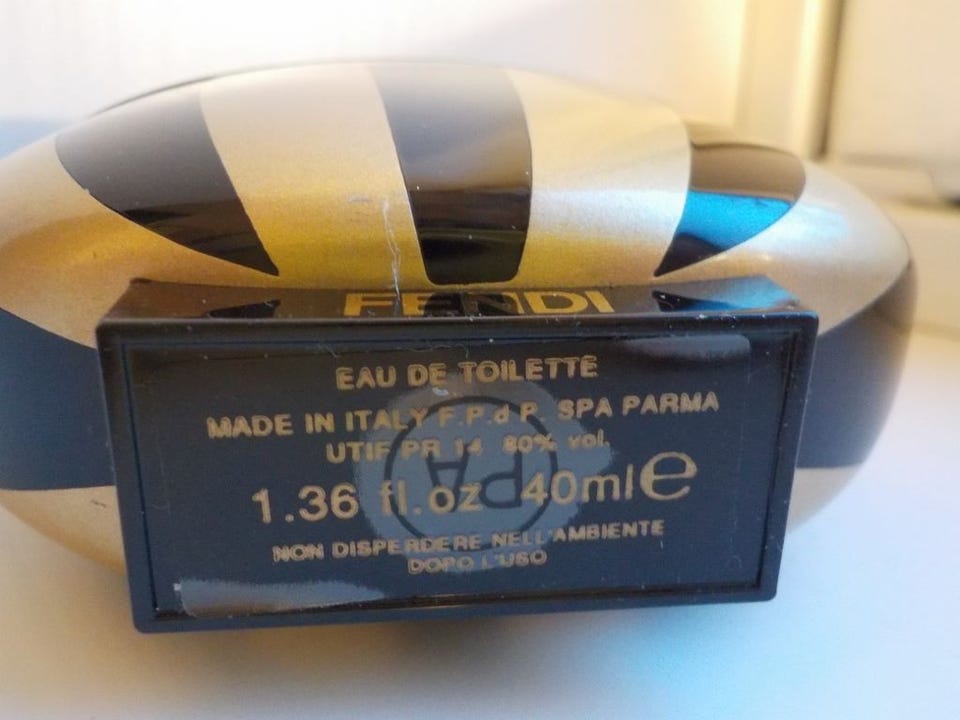 FENDI
EAU DE TOILETTE
MADE IN ITALY F.P.d P. SPA PARMA
UTIF PR 14 80% vol.
1.36 fl.oz 40ml e
NON DISPERDERE NELL'AMBIENTE
DOPO L'USO